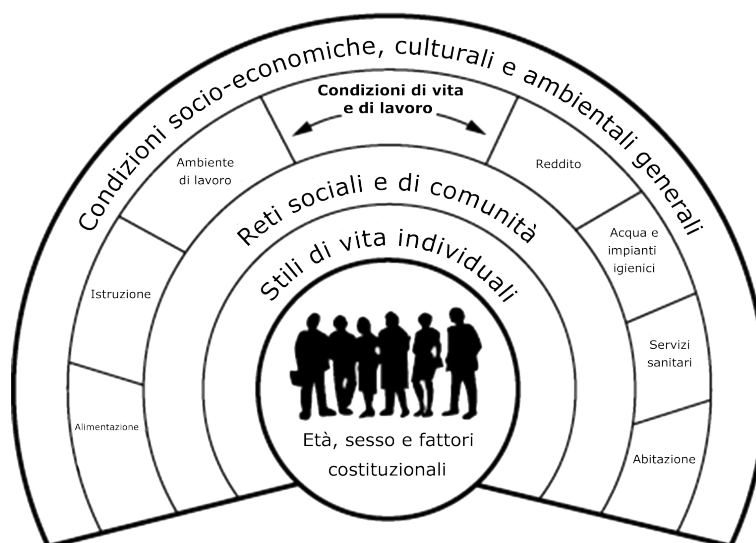 Condizioni socio-economiche, culturali e ambientali generali
Condizioni di vita
e di lavoro
Ambiente
di lavoro
Reddito
Reti sociali e di comunità
Acqua e
impianti
igienici
Stili di vita individuali
Istruzione
Servizi
sanitari
Alimentazione
Età, sesso e fattori
costituzionali
Abitazione